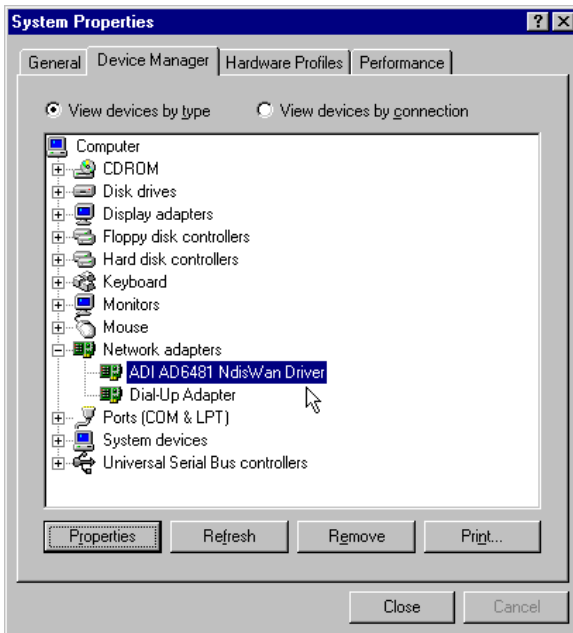 System Properties
General Device Manager Hardware Profiles Performance
View devices by type View devices by connection
Computer
CDROM
Disk drives
Display adapters
Floppy disk controllers
Hard disk controllers
Keyboard
Monitors
Mouse
Network adapters
ADI AD6481 NdisWan Driver
Dial-Up Adapter
Ports (COM & LPT)
System devices
Universal Serial Bus controllers
Properties Refresh Remove Print...
Close Cancel